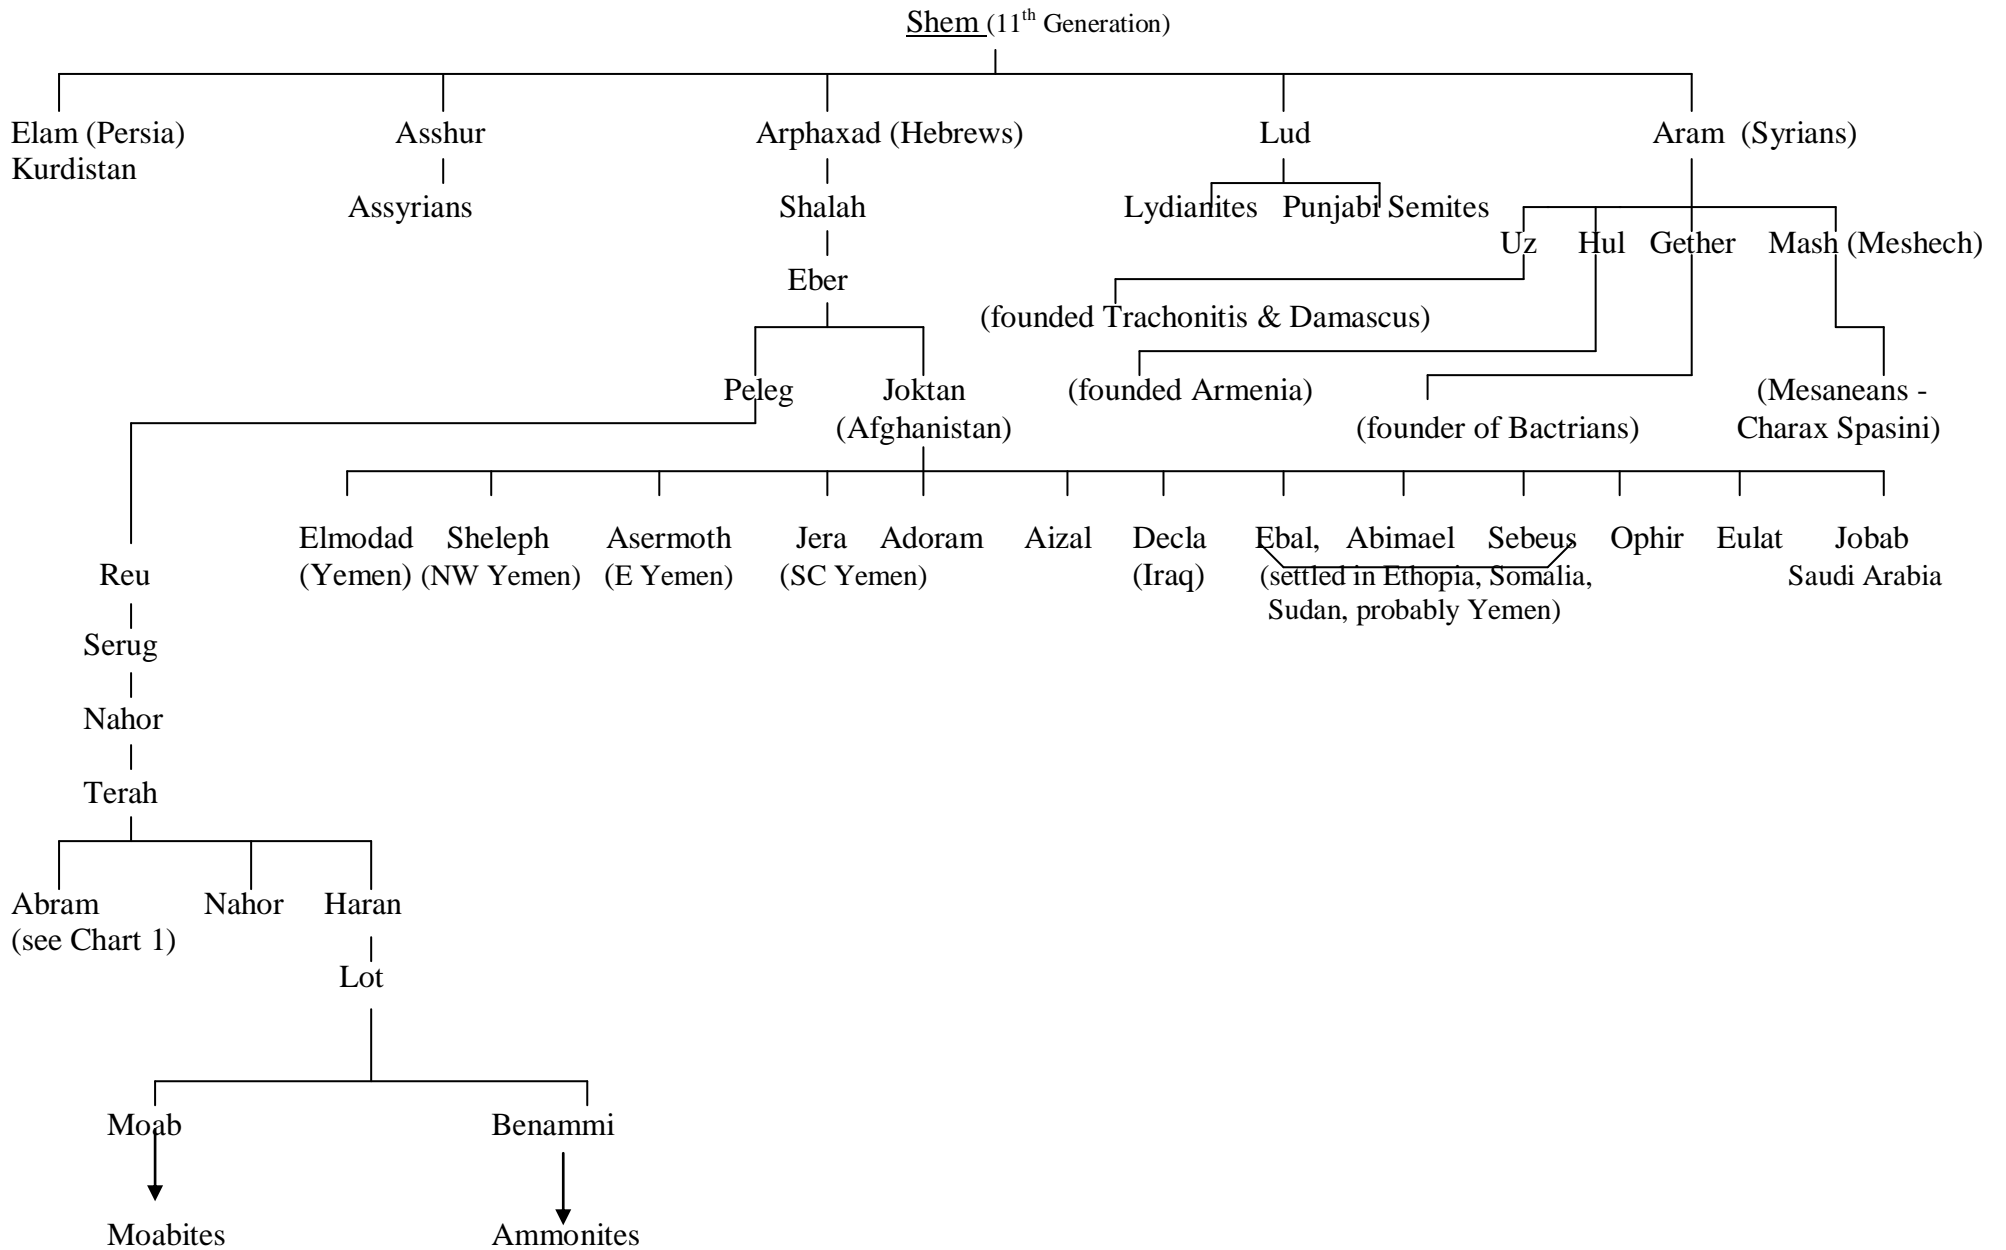 Shem (11th Generation)
Elam (Persia) Asshur Arphaxad (Hebrews) Lud Aram (Syrians)
Kurdistan
Assyrians Shalah Lydianites Punjabi Semites
Uz Hul Gether Mash (Meshech)
Eber
(founded Trachonitis & Damascus)
Peleg Joktan (founded Armenia) (Mesaneans -
(Afghanistan) (founder of Bactrians) Charax Spasini)
Elmodad Sheleph Asermoth Jera Adoram Aizal Decla Ebal, Abimael Sebeus Ophir Eulat Jobab
Reu (Yemen) (NW Yemen) (E Yemen) (SC Yemen) (Iraq) (settled in Ethopia, Somalia, Saudi Arabia
Sudan, probably Yemen)
Serug
Nahor
Terah
Abram Nahor Haran
(see Chart 1)
Lot
Moab Benammi
Moabites Ammonites